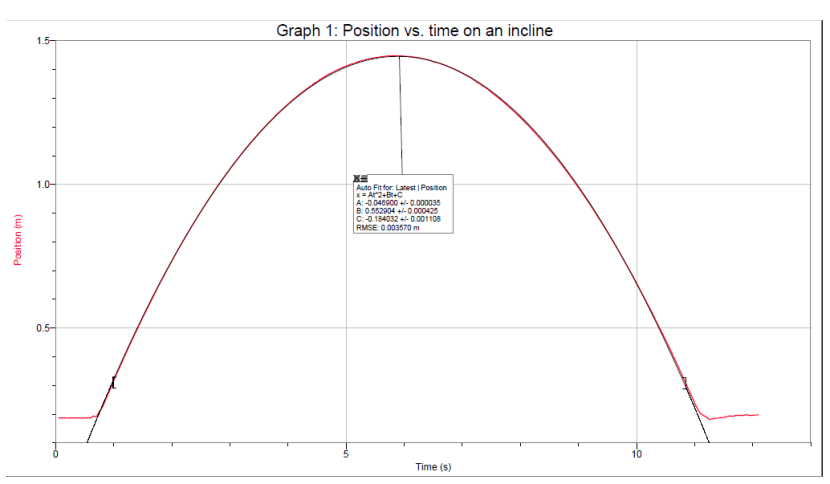 Graph 1: Position vs. time on an incline
1.5
1.0
0.5
Position (m)
Auto Fit for: Latest | Position
x = At^2+Bt+C
A: -0.046900 +/- 0.000035
B: 0.552904 +/- 0.000425
C: -0.184032 +/- 0.001108
RMSE: 0.003570 m
0
5
10
Time (s)